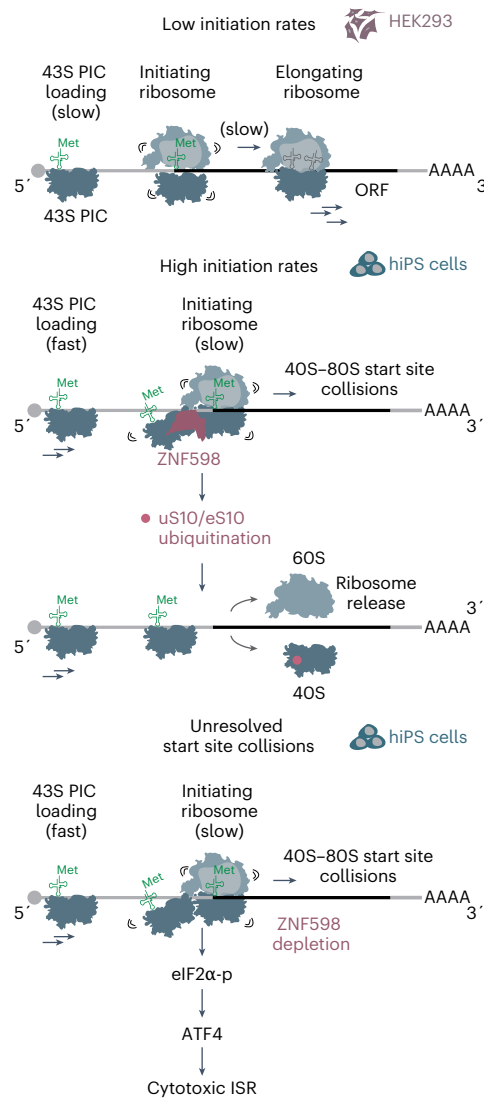 Low initiation rates
HEK293
43S PIC
loading
(slow)
Initiating
ribosome
Elongating
ribosome
(slow)
Met
Met
5´
43S PIC
ORF
AAAA
3´
High initiation rates
hiPS cells
43S PIC
loading
(fast)
Initiating
ribosome
(slow)
40S–80S start site
collisions
Met
Met
Met
5´
AAAA
3´
ZNF598
uS10/eS10
ubiquitination
60S
Ribosome
release
Met
Met
5´
AAAA
3´
40S
Unresolved
start site collisions
hiPS cells
43S PIC
loading
(fast)
Initiating
ribosome
(slow)
40S–80S start site
collisions
Met
Met
Met
5´
AAAA
3´
ZNF598
depletion
eIF2α-p
ATF4
Cytotoxic ISR